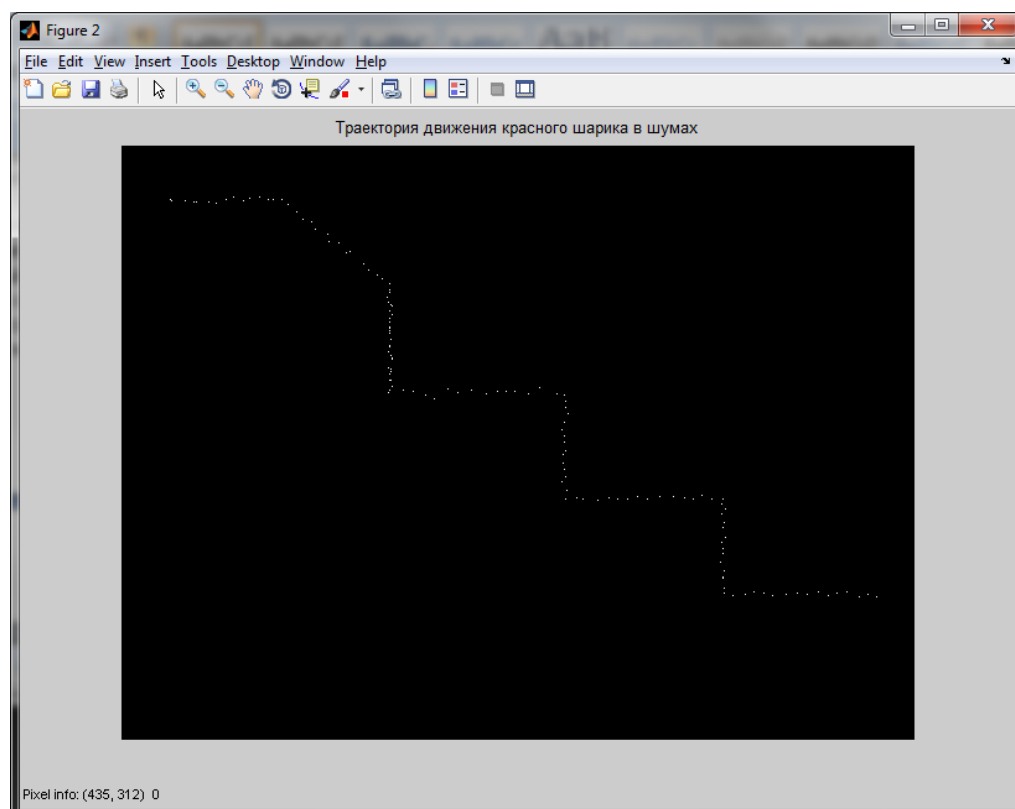 Figure 2
File Edit View Insert Tools Desktop Window Help
Траектория движения красного шарика в шумах
Pixel info: (435, 312) 0